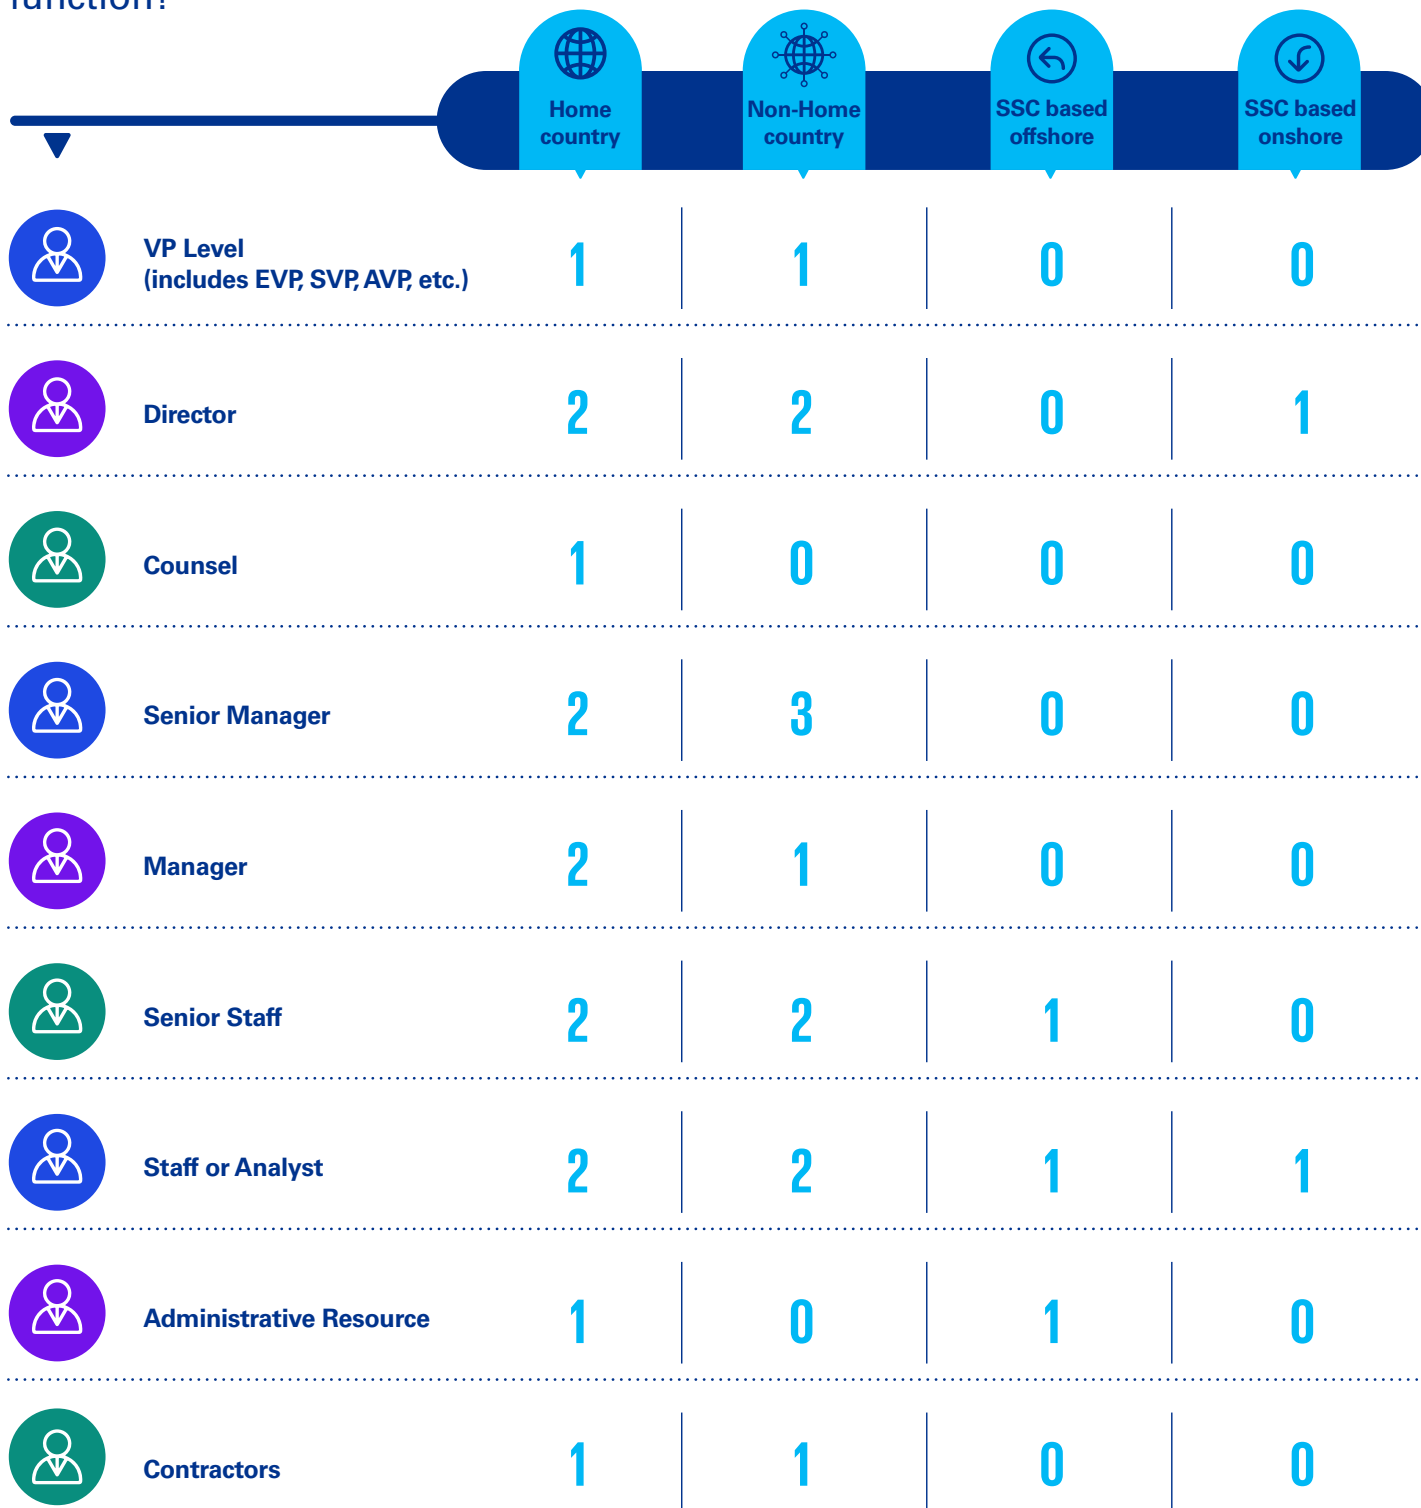 function?
Home
country
Non-Home
country
SSC based
offshore
SSC based
onshore
VP Level
(includes EVP, SVP, AVP, etc.)
1 1 0 0
Director 2 2 0 1
Counsel 1 0 0 0
Senior Manager 2 3 0 0
Manager 2 1 0 0
Senior Staff 2 2 1 0
Staff or Analyst 2 2 1 1
Administrative Resource 1 0 1 0
Contractors 1 1 0 0